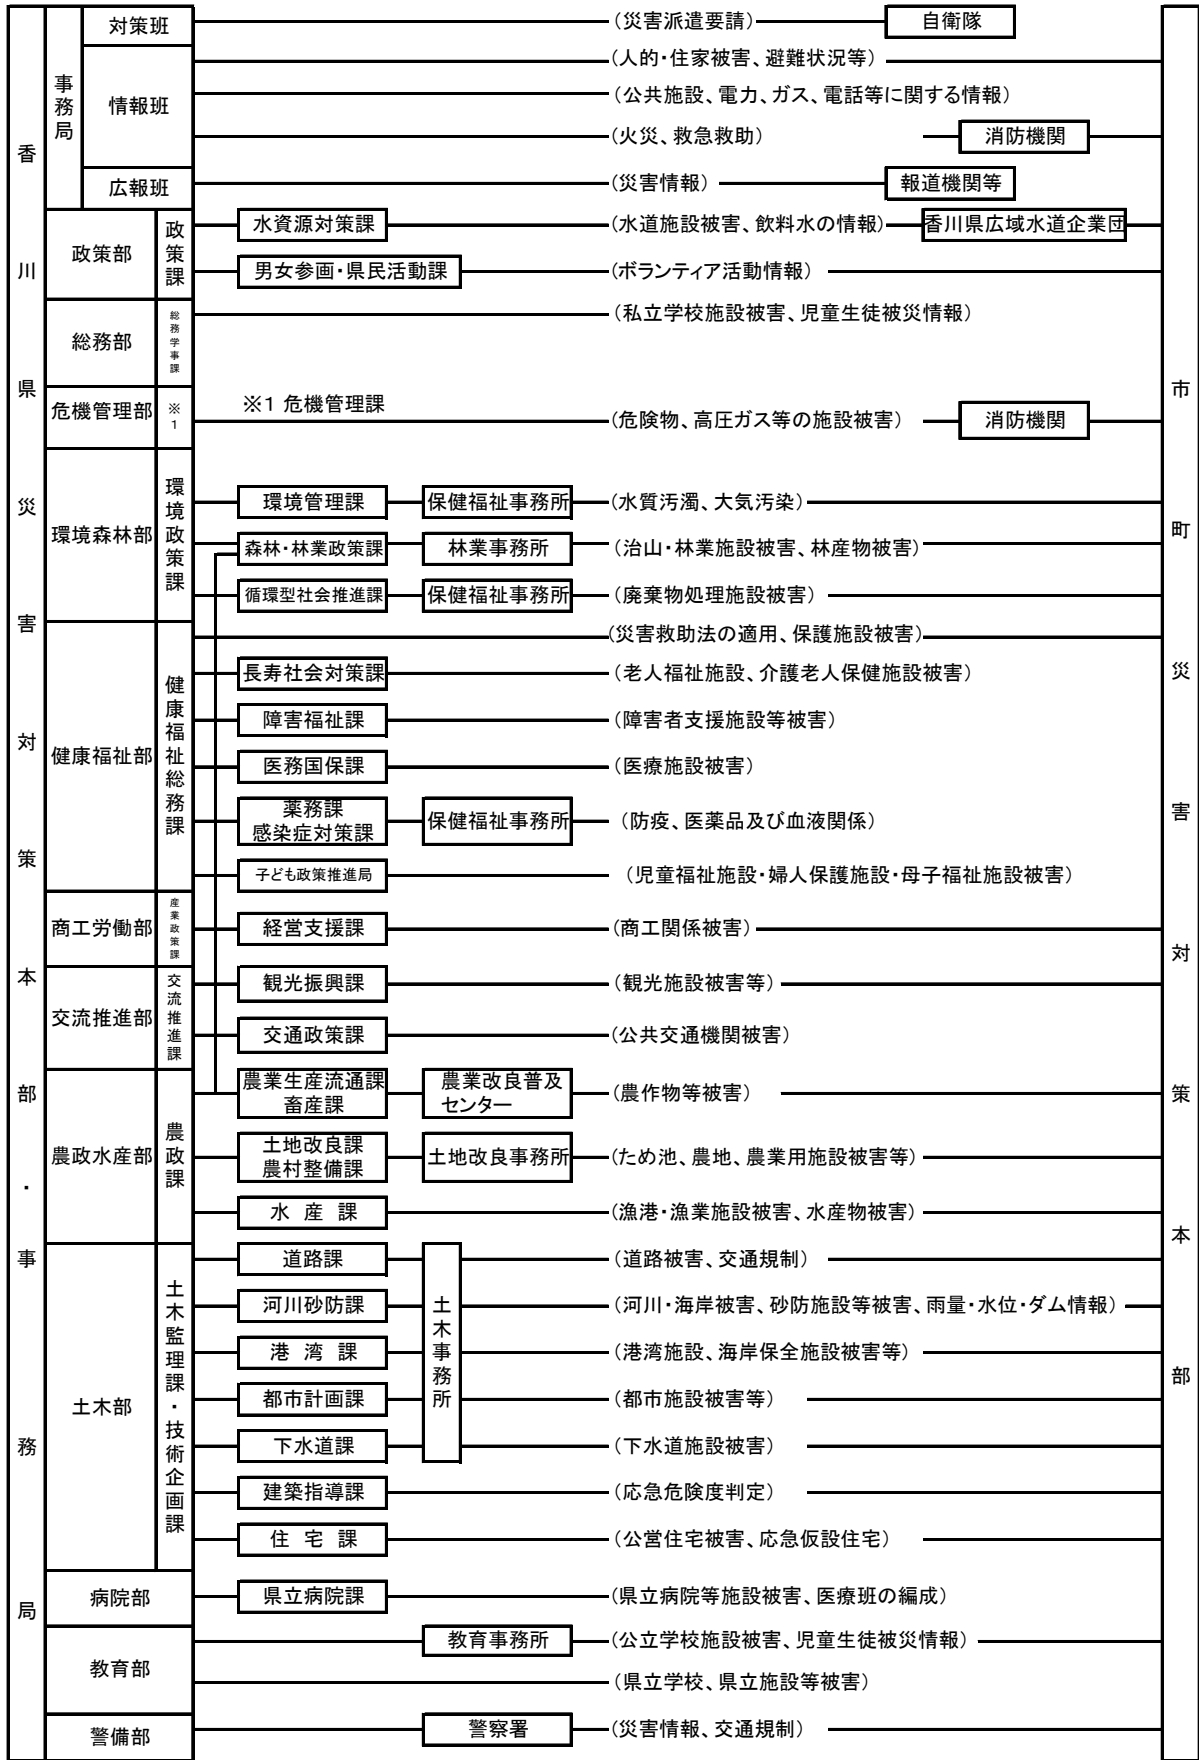 香川県災害対策本部・事務局
事務局
対策班
(災害派遣要請)
自衛隊
情報班
(人的・住家被害、避難状況等)
(公共施設、電力、ガス、電話等に関する情報)
(火災、救急救助)
消防機関
広報班
(災害情報)
報道機関等
政策部
政策課
水資源対策課
(水道施設被害、飲料水の情報)
香川県広域水道企業団
男女参画・県民活動課
(ボランティア活動情報)
総務部
総務学事課
(私立学校施設被害、児童生徒被災情報)
危機管理部
※1
※1 危機管理課
(危険物、高圧ガス等の施設被害)
消防機関
環境森林部
環境政策課
環境管理課
保健福祉事務所
(水質汚濁、大気汚染)
森林・林業政策課
林業事務所
(治山・林業施設被害、林産物被害)
循環型社会推進課
保健福祉事務所
(廃棄物処理施設被害)
健康福祉部
健康福祉総務課
(災害救助法の適用、保護施設被害)
長寿社会対策課
(老人福祉施設、介護老人保健施設被害)
障害福祉課
(障害者支援施設等被害)
医務国保課
(医療施設被害)
薬務課
感染症対策課
保健福祉事務所
(防疫、医薬品及び血液関係)
子ども政策推進局
(児童福祉施設・婦人保護施設・母子福祉施設被害)
商工労働部
産業政策課
経営支援課
(商工関係被害)
交流推進部
交流推進課
観光振興課
(観光施設被害等)
交通政策課
(公共交通機関被害)
農政水産部
農政課
農業生産流通課
畜産課
農業改良普及
センター
(農作物等被害)
土地改良課
農村整備課
土地改良事務所
(ため池、農地、農業用施設被害等)
水 産 課
(漁港・漁業施設被害、水産物被害)
土木部
土木監理課・技術企画課
道路課
土木事務所
(道路被害、交通規制)
河川砂防課
(河川・海岸被害、砂防施設等被害、雨量・水位・ダム情報)
港 湾 課
(港湾施設、海岸保全施設被害等)
都市計画課
(都市施設被害等)
下水道課
(下水道施設被害)
建築指導課
(応急危険度判定)
住 宅 課
(公営住宅被害、応急仮設住宅)
病院部
県立病院課
(県立病院等施設被害、医療班の編成)
教育部
教育事務所
(公立学校施設被害、児童生徒被災情報)
(県立学校、県立施設等被害)
警備部
警察署
(災害情報、交通規制)
市町災害対策本部